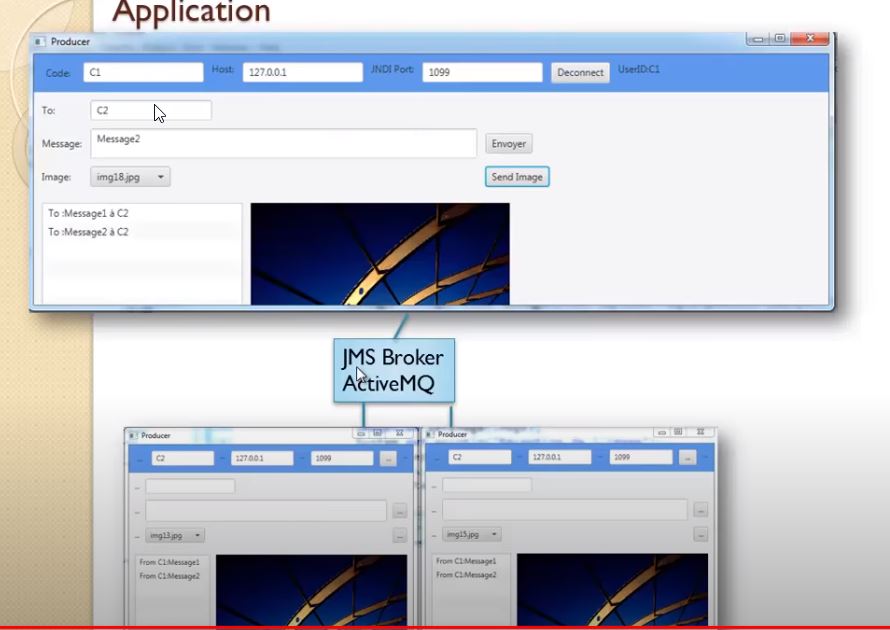 Application
Producer
Code: C1 Host: 127.0.0.1 JNDI Port: 1099 Deconnect UserID:C1
To: C2
Message: Message2 Envoyer
Image: img18.jpg Send Image
To :Message1 à C2
To :Message2 à C2
JMS Broker
ActiveMQ
Producer
C2 127.0.0.1 1099 ...
...
img13.jpg ...
From C1:Message1
From C1:Message2
Producer
C2 127.0.0.1 1099 ...
...
img15.jpg ...
From C1:Message1
From C1:Message2